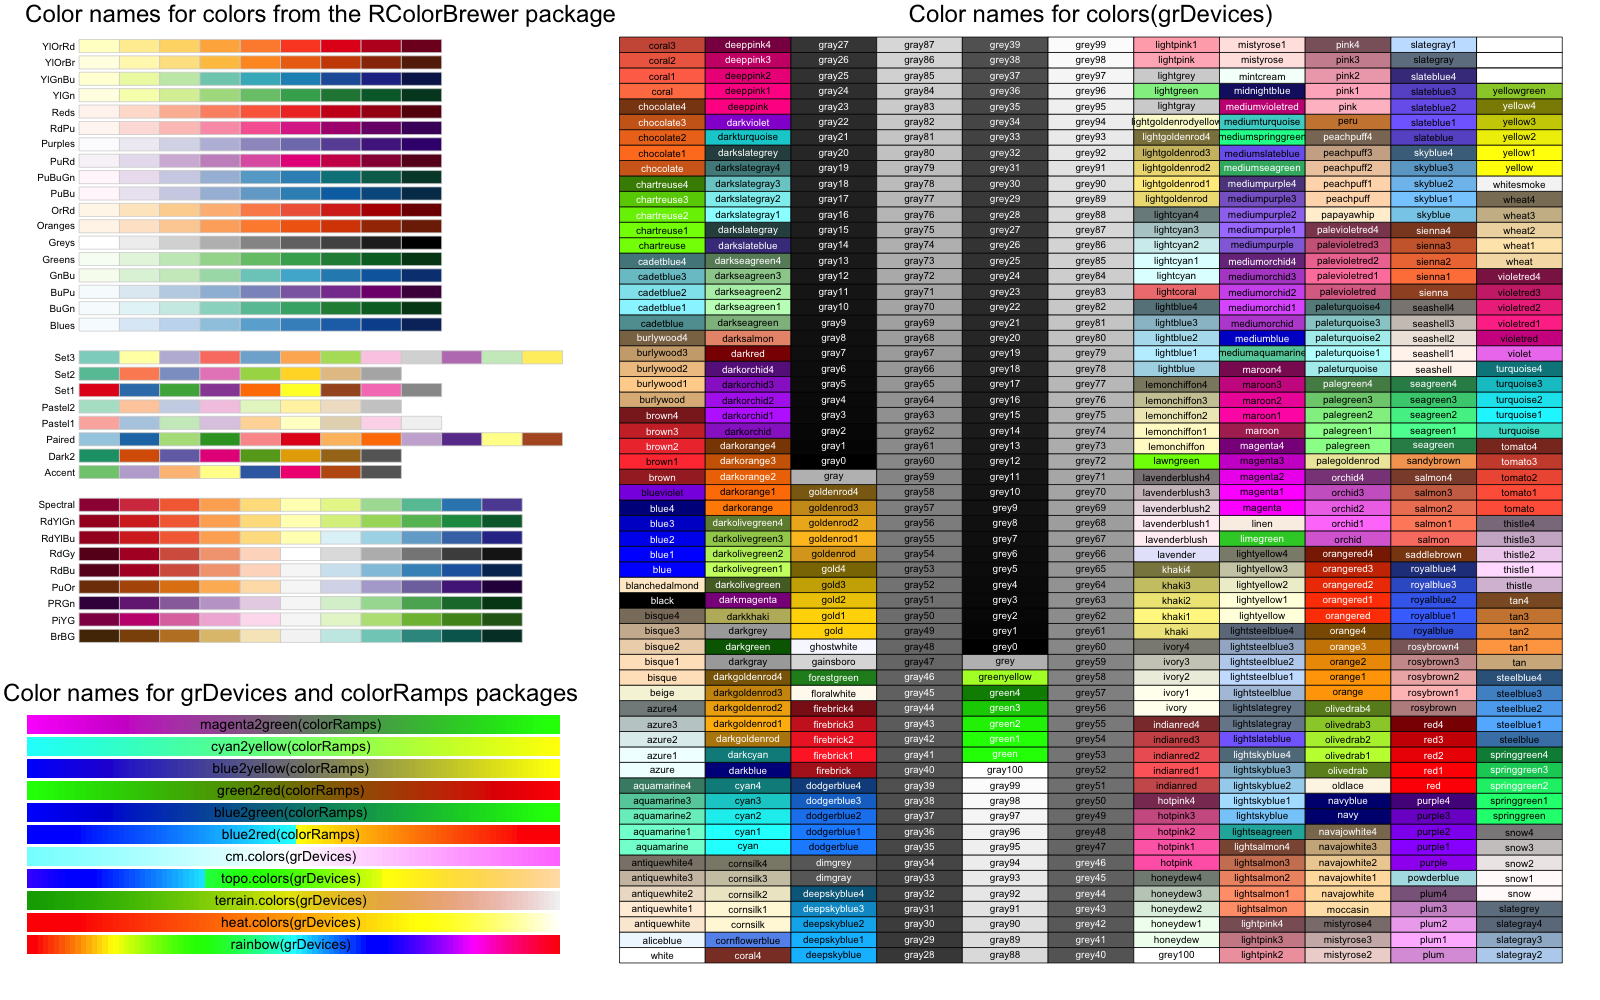 Color names for colors from the RColorBrewer package
YlOrRd
YlOrBr
YlGnBu
YlGn
Reds
RdPu
Purples
PuRd
PuBuGn
PuBu
OrRd
Oranges
Greys
Greens
GnBu
BuPu
BuGn
Blues
Set3
Set2
Set1
Pastel2
Pastel1
Paired
Dark2
Accent
Spectral
RdYlGn
RdYlBu
RdGy
RdBu
PuOr
PRGn
PiYG
BrBG
Color names for grDevices and colorRamps packages
magenta2green(colorRamps)
cyan2yellow(colorRamps)
blue2yellow(colorRamps)
green2red(colorRamps)
blue2green(colorRamps)
blue2red(colorRamps)
cm.colors(grDevices)
topo.colors(grDevices)
terrain.colors(grDevices)
heat.colors(grDevices)
rainbow(grDevices)
Color names for colors(grDevices)
coral3 deeppink4 gray27 gray87 grey39 grey99 lightpink1 mistyrose1 pink4 slategray1
coral2 deeppink3 gray26 gray86 grey38 grey98 lightpink mistyrose pink3 slategray
coral1 deeppink2 gray25 gray85 grey37 grey97 lightgrey mintcream pink2 slateblue4
coral deeppink1 gray24 gray84 grey36 grey96 lightgreen midnightblue pink1 slateblue3 yellowgreen
chocolate4 deeppink gray23 gray83 grey35 grey95 lightgray mediumvioletred pink slateblue2 yellow4
chocolate3 darkviolet gray22 gray82 grey34 grey94 lightgoldenrodyellow mediumturquoise peru slateblue1 yellow3
chocolate2 darkturquoise gray21 gray81 grey33 grey93 lightgoldenrod4 mediumspringgreen peachpuff4 slateblue yellow2
chocolate1 darkslategrey gray20 gray80 grey32 grey92 lightgoldenrod3 mediumslateblue peachpuff3 skyblue4 yellow1
chocolate darkslategray4 gray19 gray79 grey31 grey91 lightgoldenrod2 mediumseagreen peachpuff2 skyblue3 yellow
chartreuse4 darkslategray3 gray18 gray78 grey30 grey90 lightgoldenrod1 mediumpurple4 peachpuff1 skyblue2 whitesmoke
chartreuse3 darkslategray2 gray17 gray77 grey29 grey89 lightgoldenrod mediumpurple3 peachpuff skyblue1 wheat4
chartreuse2 darkslategray1 gray16 gray76 grey28 grey88 lightcyan4 mediumpurple2 papayawhip skyblue wheat3
chartreuse1 darkslategray gray15 gray75 grey27 grey87 lightcyan3 mediumpurple1 palevioletred4 sienna4 wheat2
chartreuse darkslateblue gray14 gray74 grey26 grey86 lightcyan2 mediumpurple palevioletred3 sienna3 wheat1
cadetblue4 darkseagreen4 gray13 gray73 grey25 grey85 lightcyan1 mediumorchid4 palevioletred2 sienna2 wheat
cadetblue3 darkseagreen3 gray12 gray72 grey24 grey84 lightcyan mediumorchid3 palevioletred1 sienna1 violetred4
cadetblue2 darkseagreen2 gray11 gray71 grey23 grey83 lightcoral mediumorchid2 palevioletred sienna violetred3
cadetblue1 darkseagreen1 gray10 gray70 grey22 grey82 lightblue4 mediumorchid1 paleturquoise4 seashell4 violetred2
cadetblue darkseagreen gray9 gray69 grey21 grey81 lightblue3 mediumorchid paleturquoise3 seashell3 violetred1
burlywood4 darksalmon gray8 gray68 grey20 grey80 lightblue2 mediumblue paleturquoise2 seashell2 violetred
burlywood3 darkred gray7 gray67 grey19 grey79 lightblue1 mediumaquamarine paleturquoise1 seashell1 violet
burlywood2 darkorchid4 gray6 gray66 grey18 grey78 lightblue maroon4 paleturquoise seashell turquoise4
burlywood1 darkorchid3 gray5 gray65 grey17 grey77 lemonchiffon4 maroon3 palegreen4 seagreen4 turquoise3
burlywood darkorchid2 gray4 gray64 grey16 grey76 lemonchiffon3 maroon2 palegreen3 seagreen3 turquoise2
brown4 darkorchid1 gray3 gray63 grey15 grey75 lemonchiffon2 maroon1 palegreen2 seagreen2 turquoise1
brown3 darkorchid gray2 gray62 grey14 grey74 lemonchiffon1 maroon palegreen1 seagreen1 turquoise
brown2 darkorange4 gray1 gray61 grey13 grey73 lemonchiffon magenta4 palegreen seagreen tomato4
brown1 darkorange3 gray0 gray60 grey12 grey72 lawngreen magenta3 palegoldenrod sandybrown tomato3
brown darkorange2 gray gray59 grey11 grey71 lavenderblush4 magenta2 orchid4 salmon4 tomato2
blueviolet darkorange1 goldenrod4 gray58 grey10 grey70 lavenderblush3 magenta1 orchid3 salmon3 tomato1
blue4 darkorange goldenrod3 gray57 grey9 grey69 lavenderblush2 magenta orchid2 salmon2 tomato
blue3 darkolivegreen4 goldenrod2 gray56 grey8 grey68 lavenderblush1 linen orchid1 salmon1 thistle4
blue2 darkolivegreen3 goldenrod1 gray55 grey7 grey67 lavenderblush limegreen orchid salmon thistle3
blue1 darkolivegreen2 goldenrod gray54 grey6 grey66 lavender lightyellow4 orangered4 saddlebrown thistle2
blue darkolivegreen1 gold4 gray53 grey5 grey65 khaki4 lightyellow3 orangered3 royalblue4 thistle1
blanchedalmond darkolivegreen gold3 gray52 grey4 grey64 khaki3 lightyellow2 orangered2 royalblue3 thistle
black darkmagenta gold2 gray51 grey3 grey63 khaki2 lightyellow1 orangered1 royalblue2 tan4
bisque4 darkkhaki gold1 gray50 grey2 grey62 khaki1 lightyellow orangered royalblue1 tan3
bisque3 darkgrey gold gray49 grey1 grey61 khaki lightsteelblue4 orange4 royalblue tan2
bisque2 darkgreen ghostwhite gray48 grey0 grey60 ivory4 lightsteelblue3 orange3 rosybrown4 tan1
bisque1 darkgray gainsboro gray47 grey grey59 ivory3 lightsteelblue2 orange2 rosybrown3 tan
bisque darkgoldenrod4 forestgreen gray46 greenyellow grey58 ivory2 lightsteelblue1 orange1 rosybrown2 steelblue4
beige darkgoldenrod3 floralwhite gray45 green4 grey57 ivory1 lightsteelblue orange rosybrown1 steelblue3
azure4 darkgoldenrod2 firebrick4 gray44 green3 grey56 ivory lightslategrey olivedrab4 rosybrown steelblue2
azure3 darkgoldenrod1 firebrick3 gray43 green2 grey55 indianred4 lightslategray olivedrab3 red4 steelblue1
azure2 darkgoldenrod firebrick2 gray42 green1 grey54 indianred3 lightslateblue olivedrab2 red3 steelblue
azure1 darkcyan firebrick1 gray41 green grey53 indianred2 lightskyblue4 olivedrab1 red2 springgreen4
azure darkblue firebrick gray40 gray100 grey52 indianred1 lightskyblue3 olivedrab red1 springgreen3
aquamarine4 cyan4 dodgerblue4 gray39 gray99 grey51 indianred lightskyblue2 oldlace red springgreen2
aquamarine3 cyan3 dodgerblue3 gray38 gray98 grey50 hotpink4 lightskyblue1 navyblue purple4 springgreen1
aquamarine2 cyan2 dodgerblue2 gray37 gray97 grey49 hotpink3 lightskyblue navy purple3 springgreen
aquamarine1 cyan1 dodgerblue1 gray36 gray96 grey48 hotpink2 lightseagreen navajowhite4 purple2 snow4
aquamarine cyan dodgerblue gray35 gray95 grey47 hotpink1 lightsalmon4 navajowhite3 purple1 snow3
antiquewhite4 cornsilk4 dimgrey gray34 gray94 grey46 hotpink lightsalmon3 navajowhite2 purple snow2
antiquewhite3 cornsilk3 dimgray gray33 gray93 grey45 honeydew4 lightsalmon2 navajowhite1 powderblue snow1
antiquewhite2 cornsilk2 deepskyblue4 gray32 gray92 grey44 honeydew3 lightsalmon1 navajowhite plum4 snow
antiquewhite1 cornsilk1 deepskyblue3 gray31 gray91 grey43 honeydew2 lightsalmon moccasin plum3 slategrey
antiquewhite cornsilk deepskyblue2 gray30 gray90 grey42 honeydew1 lightpink4 mistyrose4 plum2 slategray4
aliceblue cornflowerblue deepskyblue1 gray29 gray89 grey41 honeydew lightpink3 mistyrose3 plum1 slategray3
white coral4 deepskyblue gray28 gray88 grey40 grey100 lightpink2 mistyrose2 plum slategray2